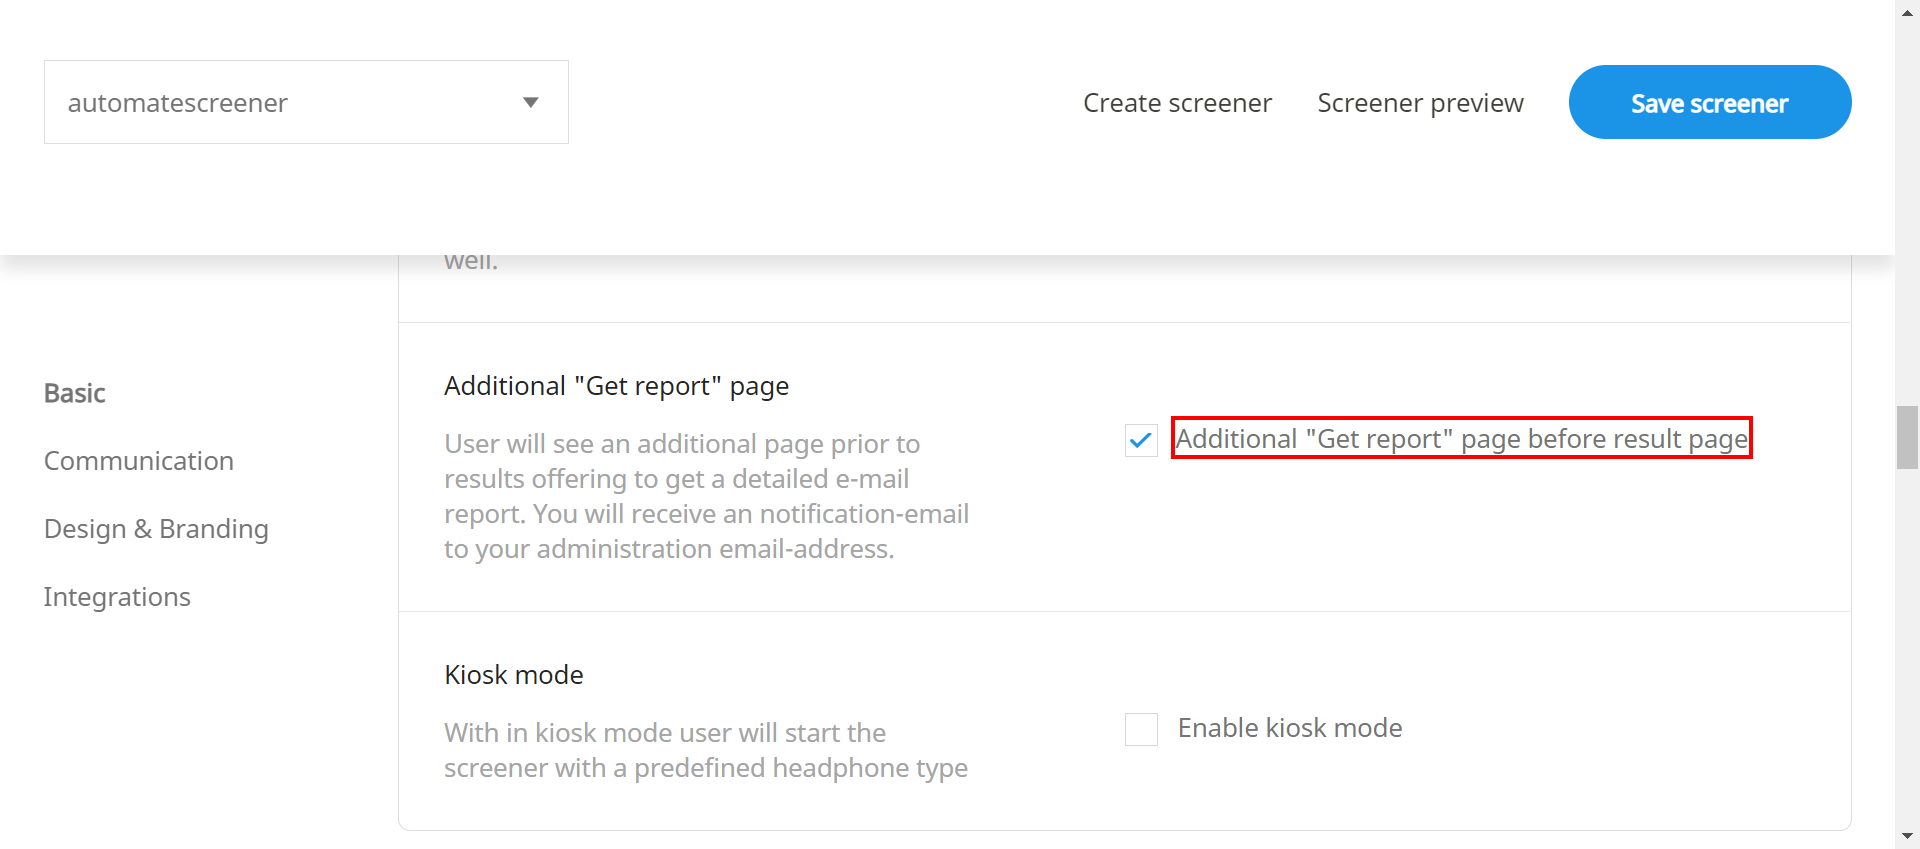 automatescreener
Create screener
Screener preview
Save screener
well.
Basic
Communication
Design & Branding
Integrations
Additional "Get report" page
User will see an additional page prior to
results offering to get a detailed e-mail
report. You will receive an notification-email
to your administration email-address.
Additional "Get report" page before result page
Kiosk mode
With in kiosk mode user will start the
screener with a predefined headphone type
Enable kiosk mode